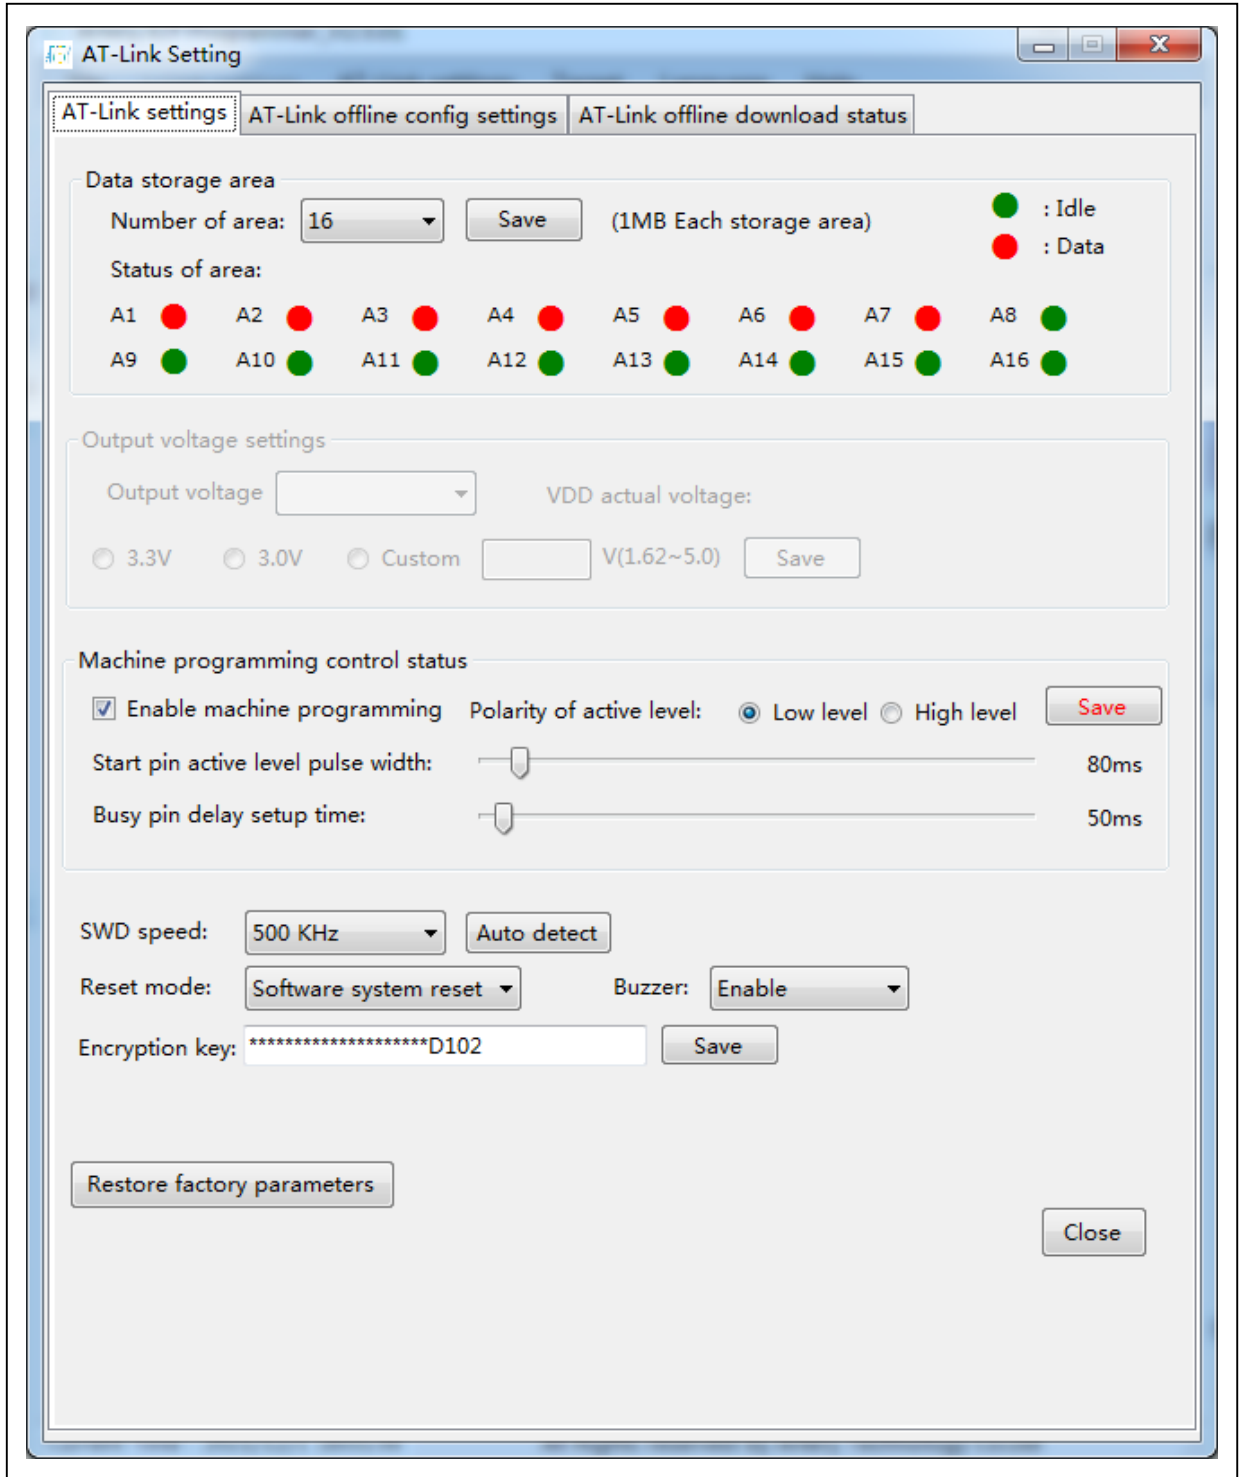 AT-Link Setting
AT-Link settings AT-Link offline config settings AT-Link offline download status
Data storage area
Number of area: 16 Save (1MB Each storage area) : Idle
: Data
Status of area:
A1 A2 A3 A4 A5 A6 A7 A8
A9 A10 A11 A12 A13 A14 A15 A16
Output voltage settings
Output voltage VDD actual voltage:
3.3V 3.0V Custom V(1.62~5.0) Save
Machine programming control status
Enable machine programming Polarity of active level: Low level High level Save
Start pin active level pulse width: 80ms
Busy pin delay setup time: 50ms
SWD speed: 500 KHz Auto detect
Reset mode: Software system reset Buzzer: Enable
Encryption key: ********************D102 Save
Restore factory parameters
Close